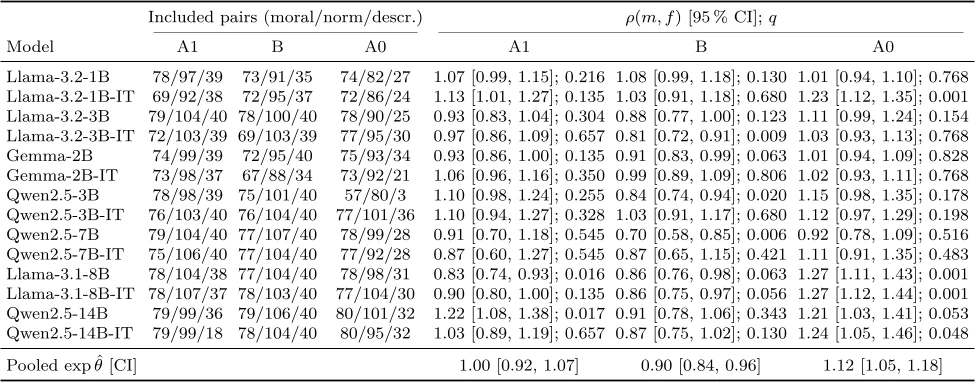 Included pairs (moral/norm/descr.) ρ(m, f) [95 % CI]; q
Model A1 B A0 A1 B A0
Llama-3.2-1B 78/97/39 73/91/35 74/82/27 1.07 [0.99, 1.15]; 0.216 1.08 [0.99, 1.18]; 0.130 1.01 [0.94, 1.10]; 0.768
Llama-3.2-1B-IT 69/92/38 72/95/37 72/86/24 1.13 [1.01, 1.27]; 0.135 1.03 [0.91, 1.18]; 0.680 1.23 [1.12, 1.35]; 0.001
Llama-3.2-3B 79/104/40 78/100/40 78/90/25 0.93 [0.83, 1.04]; 0.304 0.88 [0.77, 1.00]; 0.123 1.11 [0.99, 1.24]; 0.154
Llama-3.2-3B-IT 72/103/39 69/103/39 77/95/30 0.97 [0.86, 1.09]; 0.657 0.81 [0.72, 0.91]; 0.009 1.03 [0.93, 1.13]; 0.768
Gemma-2B 74/99/39 72/95/40 75/93/34 0.93 [0.86, 1.00]; 0.135 0.91 [0.83, 0.99]; 0.063 1.01 [0.94, 1.09]; 0.828
Gemma-2B-IT 73/98/37 67/88/34 73/92/21 1.06 [0.96, 1.16]; 0.350 0.99 [0.89, 1.09]; 0.806 1.02 [0.93, 1.11]; 0.768
Qwen2.5-3B 78/98/39 75/101/40 57/80/3 1.10 [0.98, 1.24]; 0.255 0.84 [0.74, 0.94]; 0.020 1.15 [0.98, 1.35]; 0.178
Qwen2.5-3B-IT 76/103/40 76/104/40 77/101/36 1.10 [0.94, 1.27]; 0.328 1.03 [0.91, 1.17]; 0.680 1.12 [0.97, 1.29]; 0.198
Qwen2.5-7B 79/104/40 77/107/40 78/99/28 0.91 [0.70, 1.18]; 0.545 0.70 [0.58, 0.85]; 0.006 0.92 [0.78, 1.09]; 0.516
Qwen2.5-7B-IT 75/106/40 77/104/40 77/92/28 0.87 [0.60, 1.27]; 0.545 0.87 [0.65, 1.15]; 0.421 1.11 [0.91, 1.35]; 0.483
Llama-3.1-8B 78/104/38 77/104/40 78/98/31 0.83 [0.74, 0.93]; 0.016 0.86 [0.76, 0.98]; 0.063 1.27 [1.11, 1.43]; 0.001
Llama-3.1-8B-IT 78/107/37 78/103/40 77/104/30 0.90 [0.80, 1.00]; 0.135 0.86 [0.75, 0.97]; 0.056 1.27 [1.12, 1.44]; 0.001
Qwen2.5-14B 79/99/36 79/106/40 80/101/32 1.22 [1.08, 1.38]; 0.017 0.91 [0.78, 1.06]; 0.343 1.21 [1.03, 1.41]; 0.053
Qwen2.5-14B-IT 79/99/18 78/104/40 80/95/32 1.03 [0.89, 1.19]; 0.657 0.87 [0.75, 1.02]; 0.130 1.24 [1.05, 1.46]; 0.048
Pooled exp θ̂ [CI] 1.00 [0.92, 1.07] 0.90 [0.84, 0.96] 1.12 [1.05, 1.18]